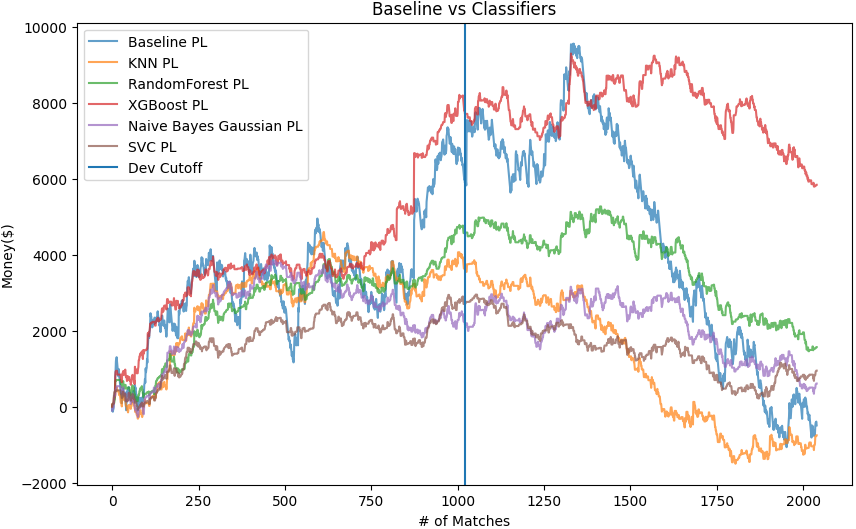 Baseline vs Classifiers
10000
8000
6000
4000
2000
0
−2000
Money($)
Baseline PL
KNN PL
RandomForest PL
XGBoost PL
Naive Bayes Gaussian PL
SVC PL
Dev Cutoff
0 250 500 750 1000 1250 1500 1750 2000
# of Matches